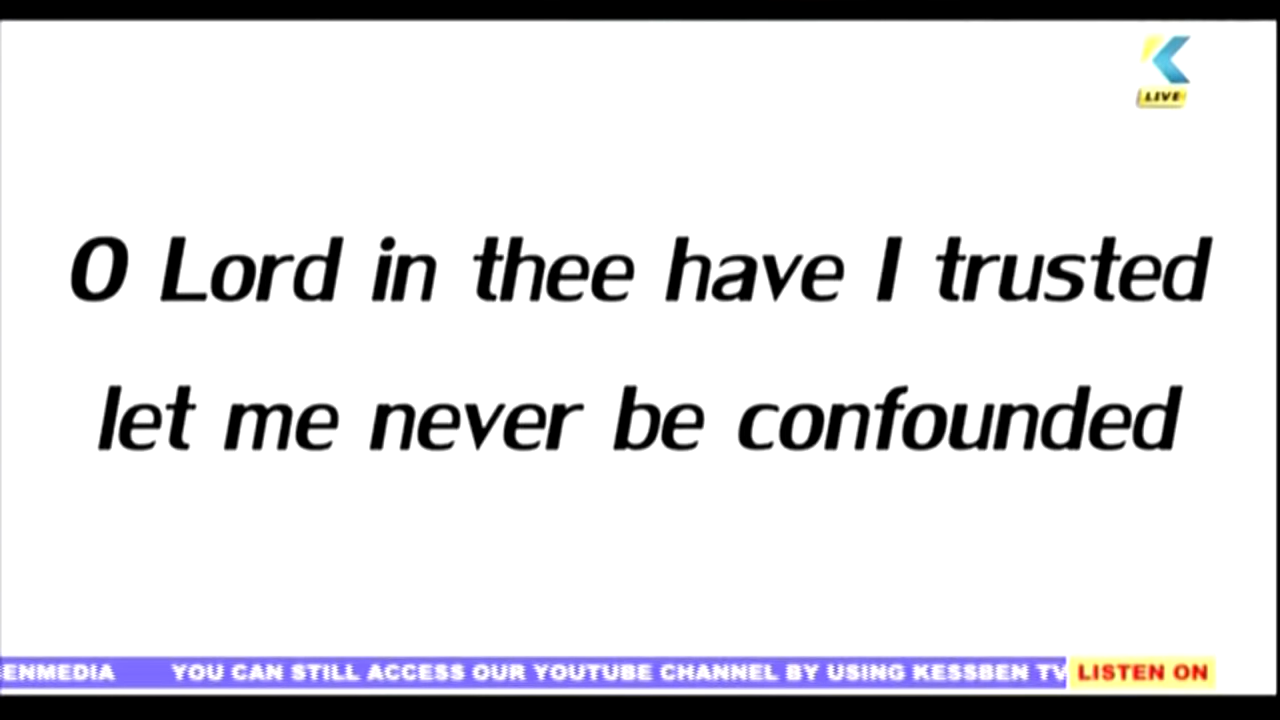 LIVE
O Lord in thee have I trusted
let me never be confounded
ENMEDIA YOU CAN STILL ACCESS OUR YOUTUBE CHANNEL BY USING KESSBEN TV LISTEN ON